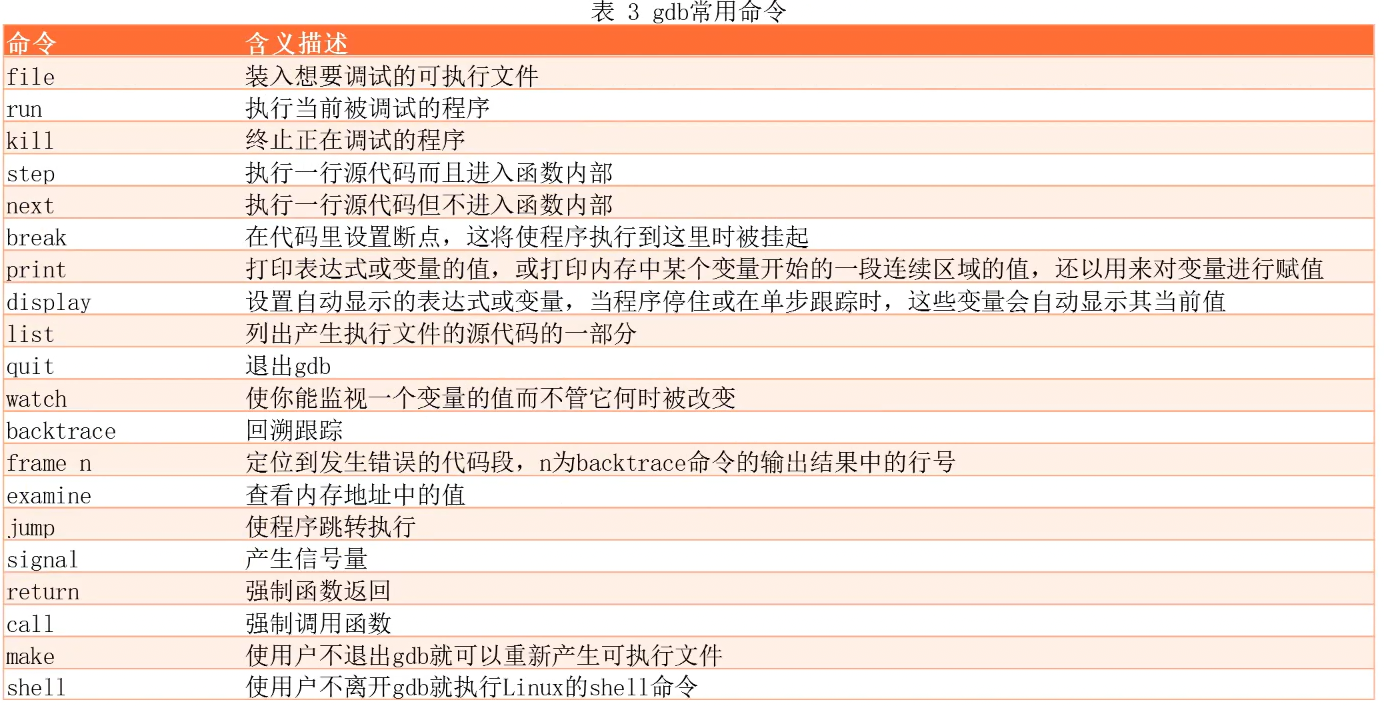 表 3 gdb常用命令
命令 含义描述
file 装入想要调试的可执行文件
run 执行当前被调试的程序
kill 终止正在调试的程序
step 执行一行源代码而且进入函数内部
next 执行一行源代码但不进入函数内部
break 在代码里设置断点，这将使程序执行到这里时被挂起
print 打印表达式或变量的值，或打印内存中某个变量开始的一段连续区域的值，还以用来对变量进行赋值
display 设置自动显示的表达式或变量，当程序停住或在单步跟踪时，这些变量会自动显示其当前值
list 列出产生执行文件的源代码的一部分
quit 退出gdb
watch 使你能监视一个变量的值而不管它何时被改变
backtrace 回溯跟踪
frame n 定位到发生错误的代码段，n为backtrace命令的输出结果中的行号
examine 查看内存地址中的值
jump 使程序跳转执行
signal 产生信号量
return 强制函数返回
call 强制调用函数
make 使用户不退出gdb就可以重新产生可执行文件
shell 使用户不离开gdb就执行Linux的shell命令